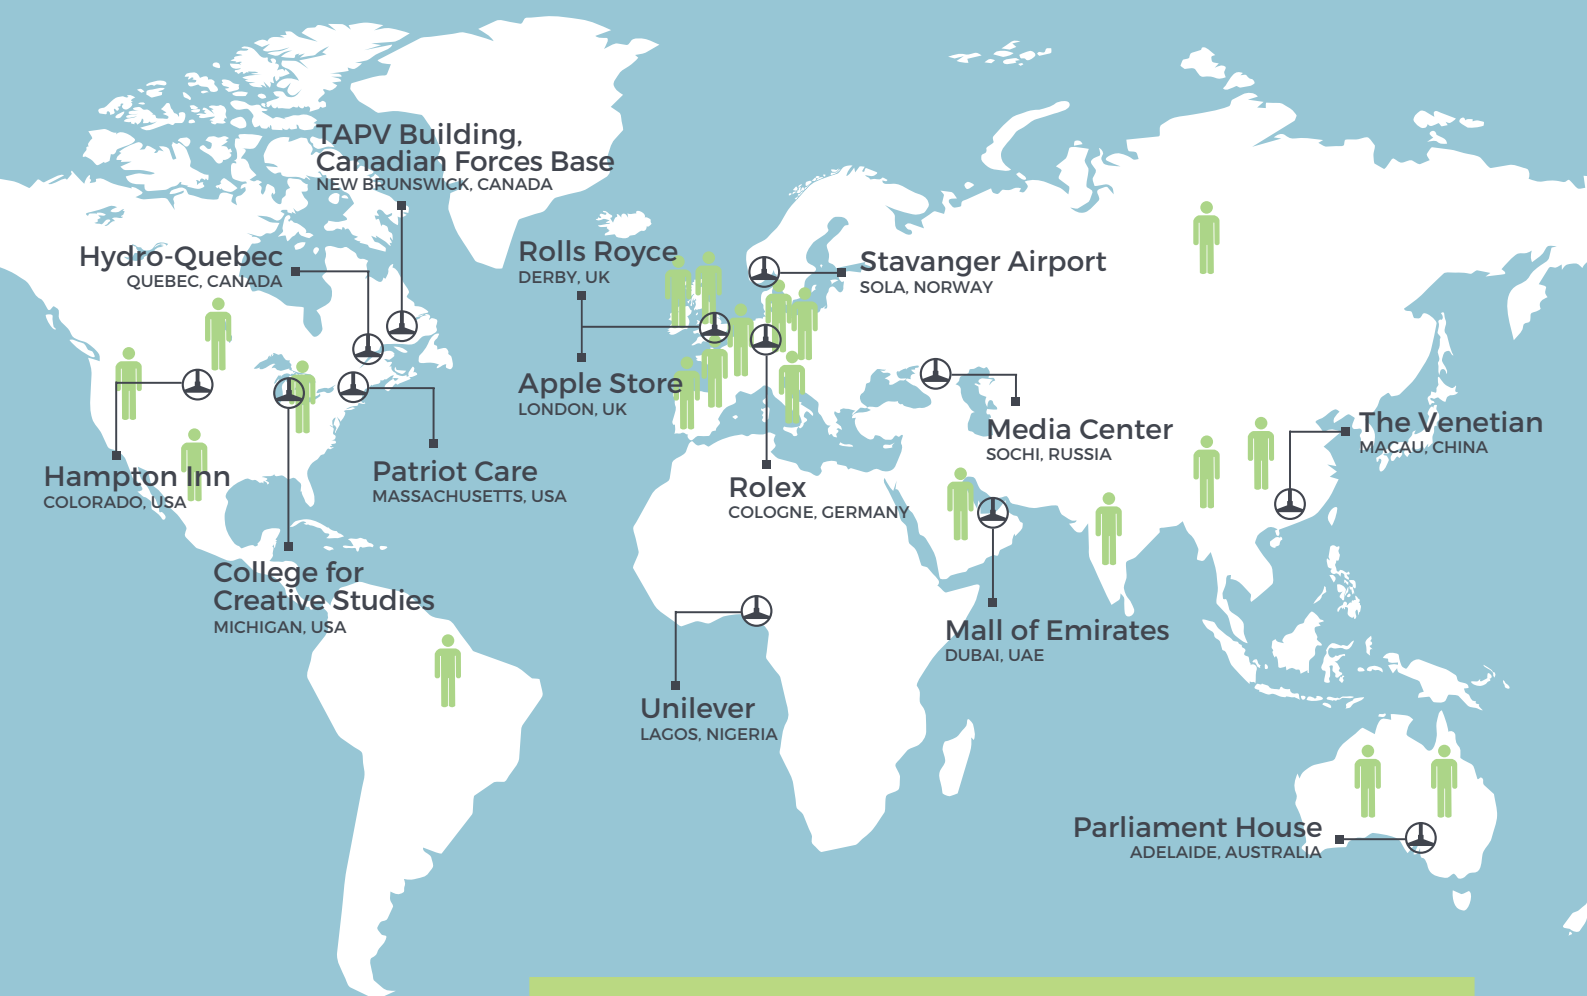 TAPV Building,
Canadian Forces Base
NEW BRUNSWICK, CANADA
Hydro-Quebec
QUEBEC, CANADA
Rolls Royce
DERBY, UK
Stavanger Airport
SOLA, NORWAY
Apple Store
LONDON, UK
Media Center
SOCHI, RUSSIA
The Venetian
MACAU, CHINA
Hampton Inn
COLORADO, USA
Patriot Care
MASSACHUSETTS, USA
Rolex
COLOGNE, GERMANY
College for
Creative Studies
MICHIGAN, USA
Mall of Emirates
DUBAI, UAE
Unilever
LAGOS, NIGERIA
Parliament House
ADELAIDE, AUSTRALIA